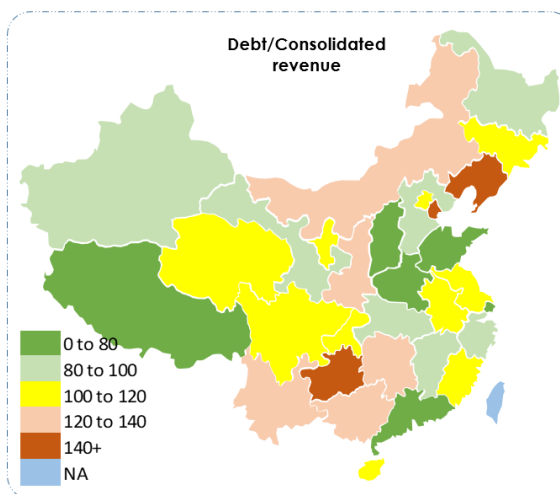 Debt/Consolidated
revenue
0 to 80
80 to 100
100 to 120
120 to 140
140+
NA